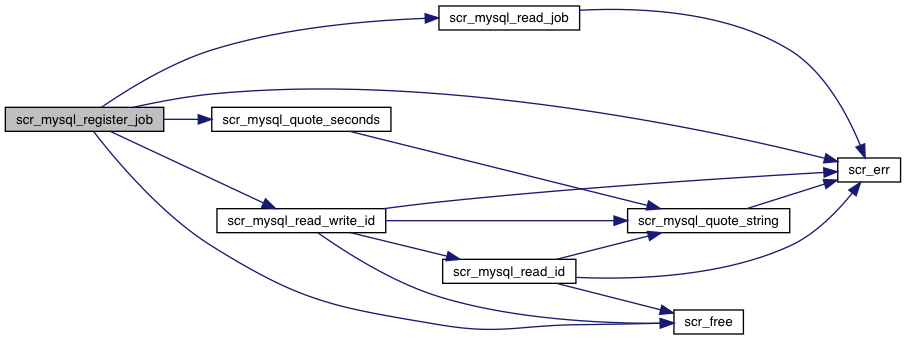 scr_mysql_read_job
scr_mysql_register_job
scr_mysql_quote_seconds
scr_err
scr_mysql_read_write_id
scr_mysql_quote_string
scr_mysql_read_id
scr_free